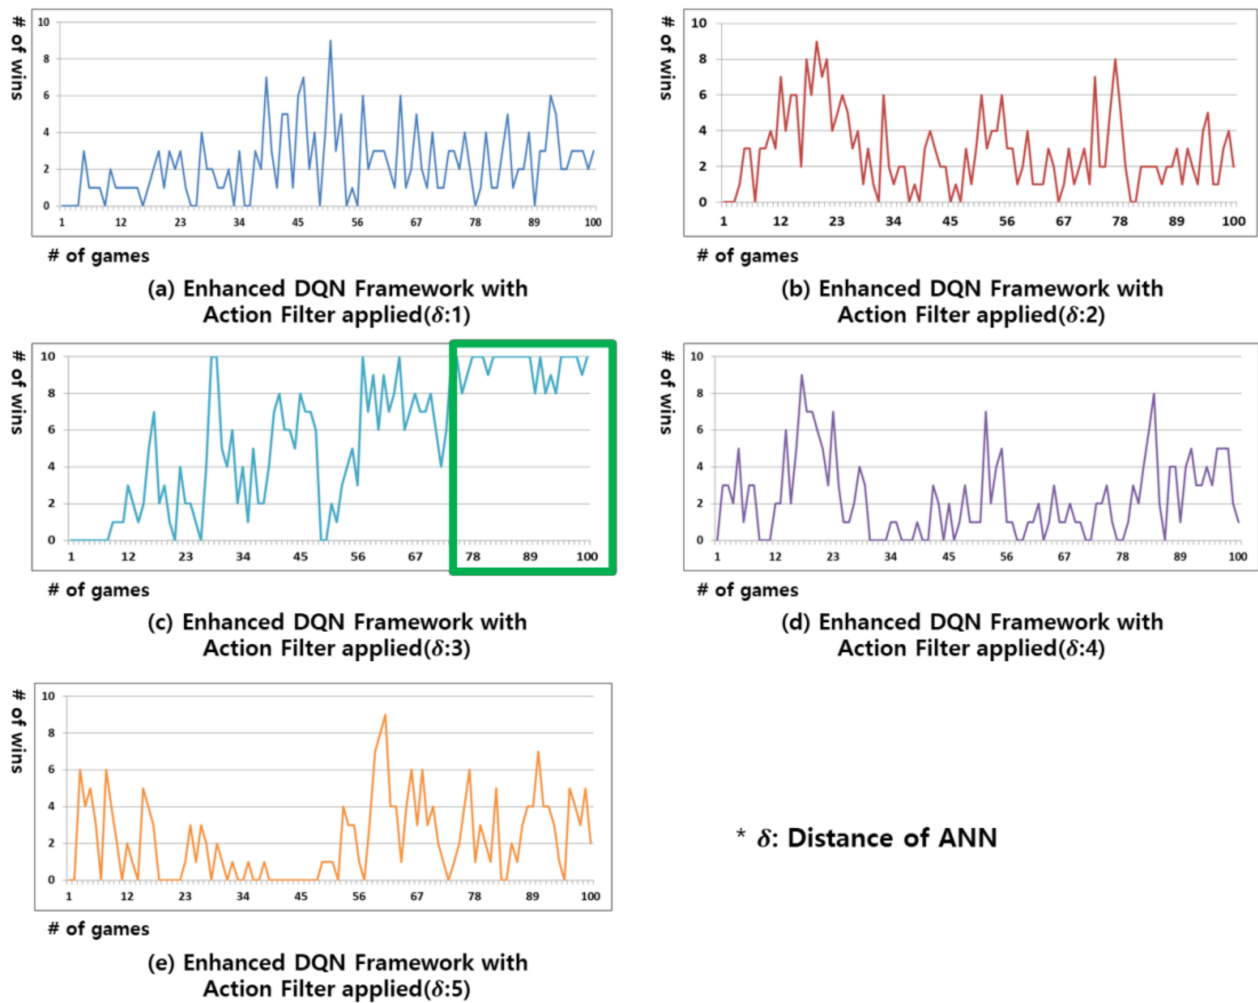 # of wins
10
8
6
4
2
0
1 12 23 34 45 56 67 78 89 100
# of games
(a) Enhanced DQN Framework with
Action Filter applied(δ:1)
# of wins
10
8
6
4
2
0
1 12 23 34 45 56 67 78 89 100
# of games
(b) Enhanced DQN Framework with
Action Filter applied(δ:2)
# of wins
10
8
6
4
2
0
1 12 23 34 45 56 67 78 89 100
# of games
(c) Enhanced DQN Framework with
Action Filter applied(δ:3)
# of wins
10
8
6
4
2
0
1 12 23 34 45 56 67 78 89 100
# of games
(d) Enhanced DQN Framework with
Action Filter applied(δ:4)
# of wins
10
8
6
4
2
0
1 12 23 34 45 56 67 78 89 100
# of games
(e) Enhanced DQN Framework with
Action Filter applied(δ:5)
* δ: Distance of ANN